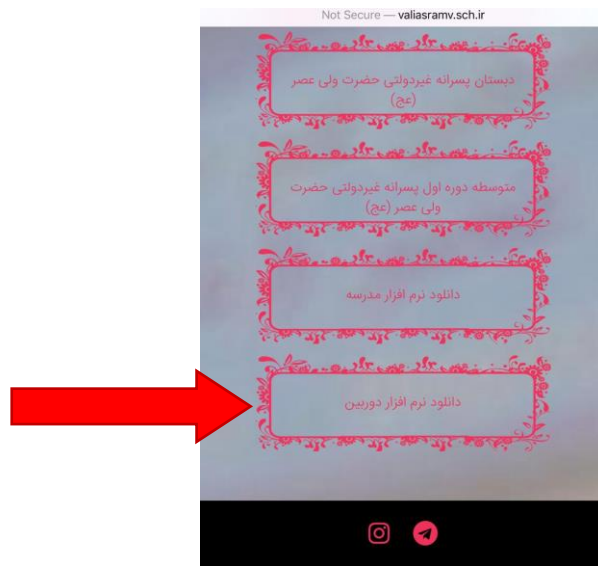 Not Secure — valiasramv.sch.ir
دبستان پسرانه غیردولتی حضرت ولی عصر
(عج)
متوسطه دوره اول پسرانه غیردولتی حضرت
ولی عصر (عج)
دانلود نرم افزار مدرسه
دانلود نرم افزار دوربین